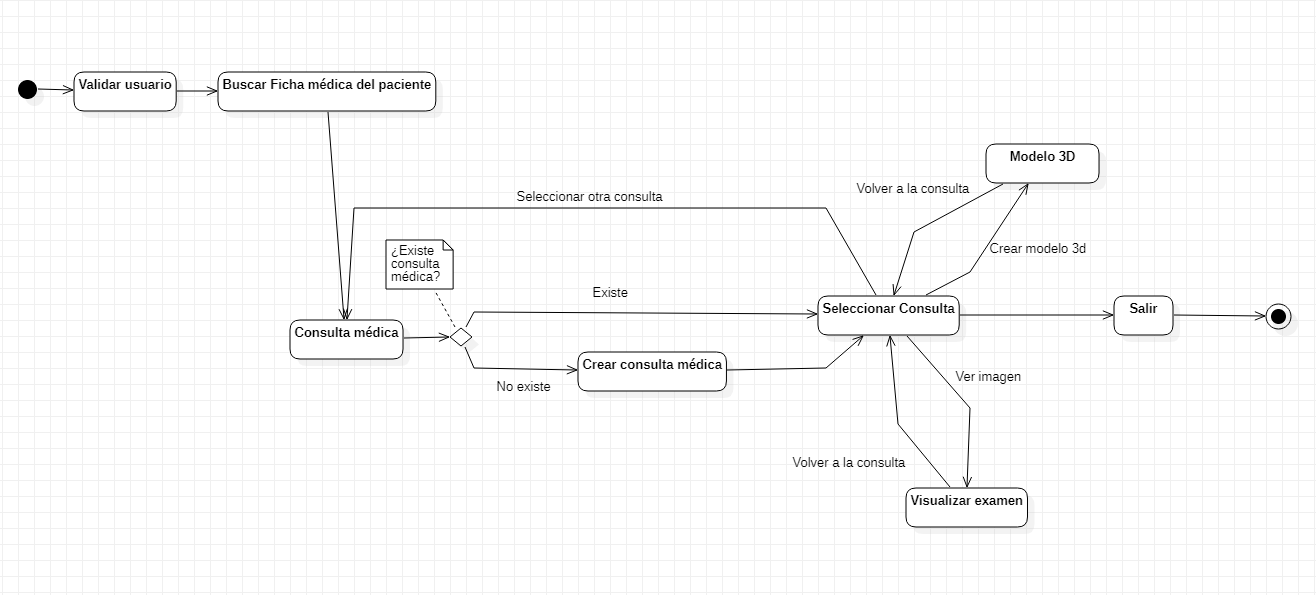 Validar usuario
Buscar Ficha médica del paciente
Modelo 3D
Volver a la consulta
Seleccionar otra consulta
Crear modelo 3d
¿Existe
consulta
médica?
Existe
Seleccionar Consulta
Salir
Consulta médica
Crear consulta médica
No existe
Ver imagen
Volver a la consulta
Visualizar examen